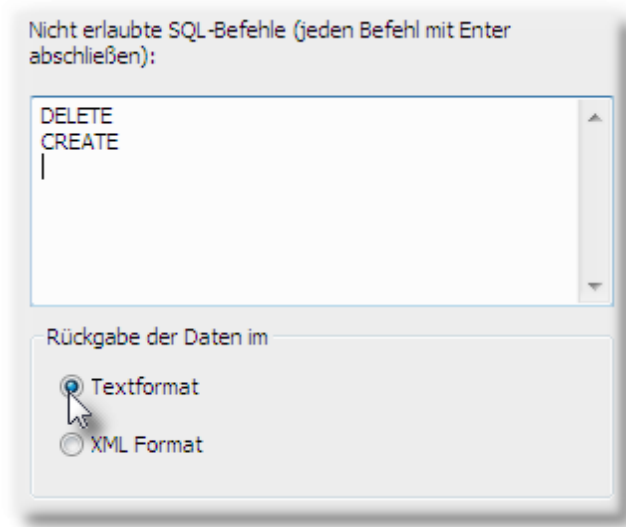 Nicht erlaubte SQL-Befehle (jeden Befehl mit Enter
abschließen):
DELETE
CREATE
Rückgabe der Daten im
Textformat
XML Format